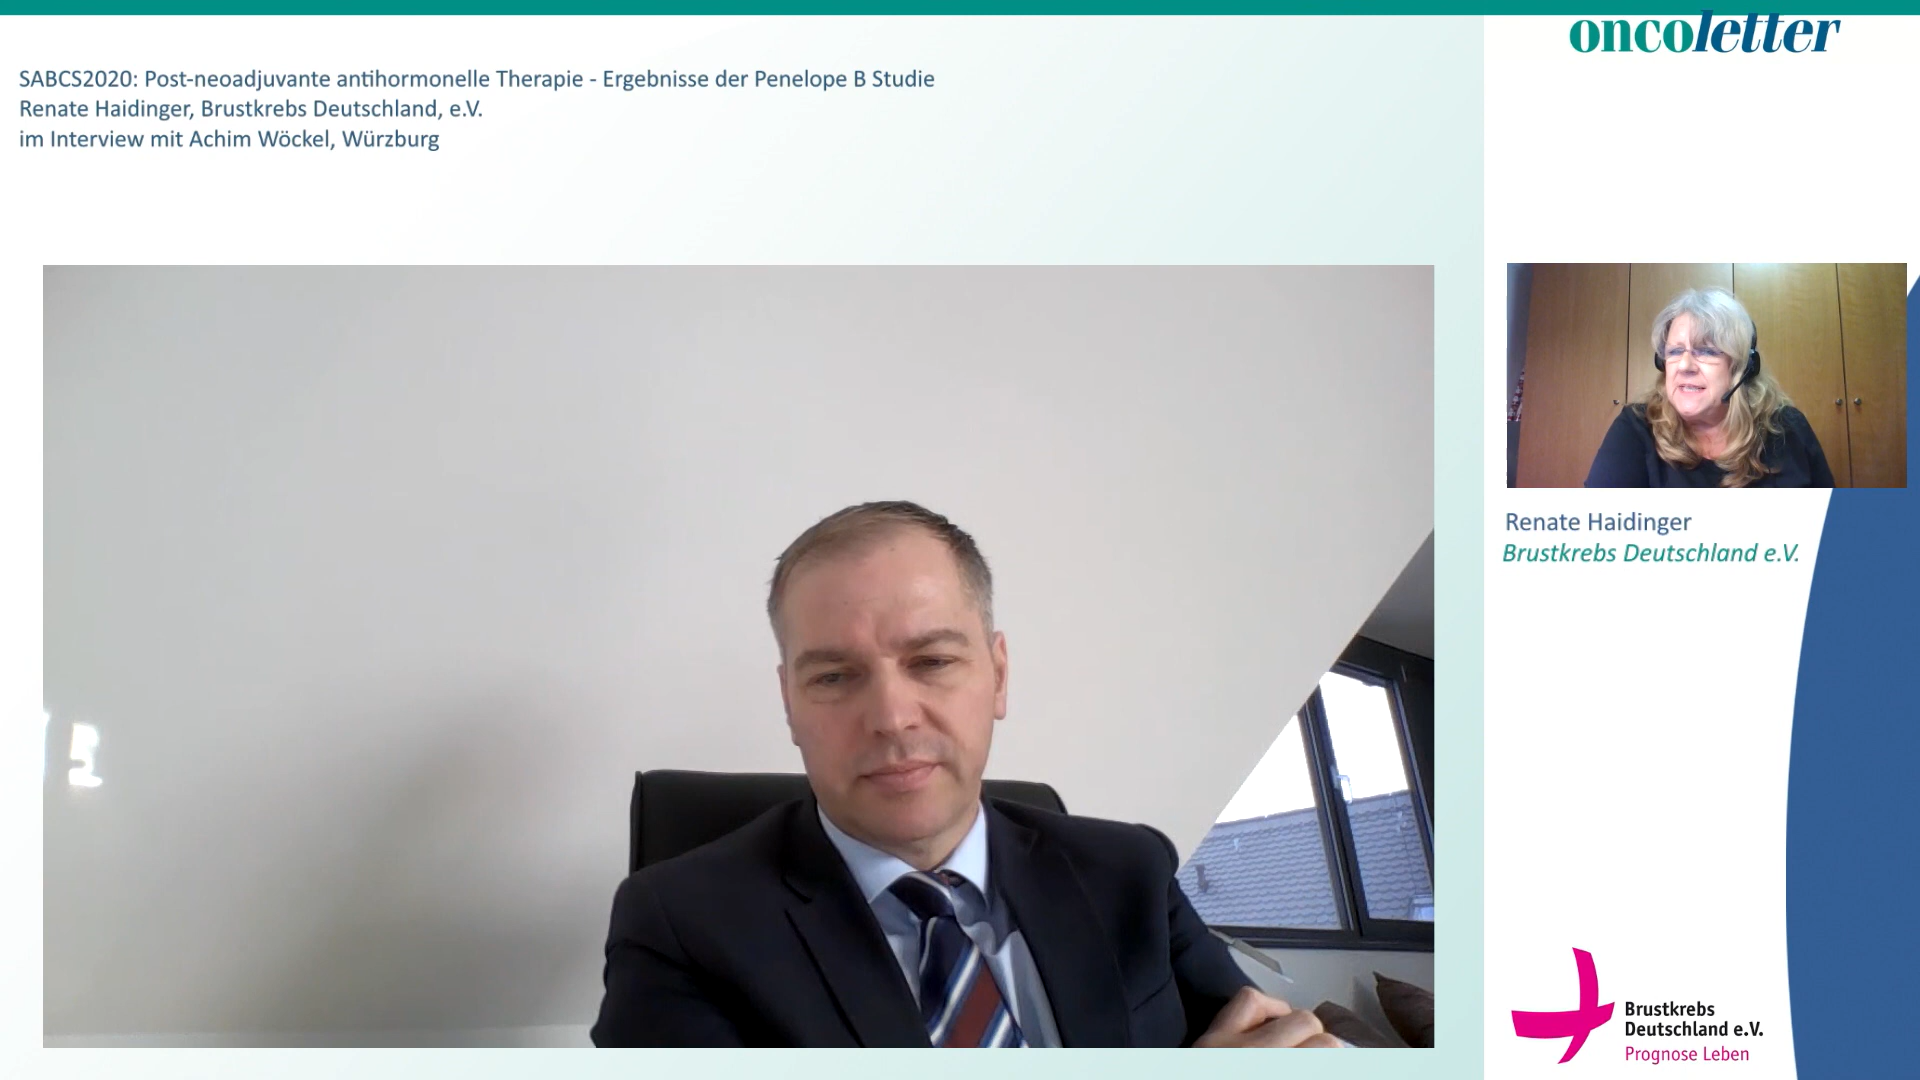 oncoletter
SABCS2020: Post-neoadjuvante antihormonelle Therapie - Ergebnisse der Penelope B Studie
Renate Haidinger, Brustkrebs Deutschland, e.V.
im Interview mit Achim Wöckel, Würzburg
Renate Haidinger
Brustkrebs Deutschland e.V.
Brustkrebs
Deutschland e.V.
Prognose Leben